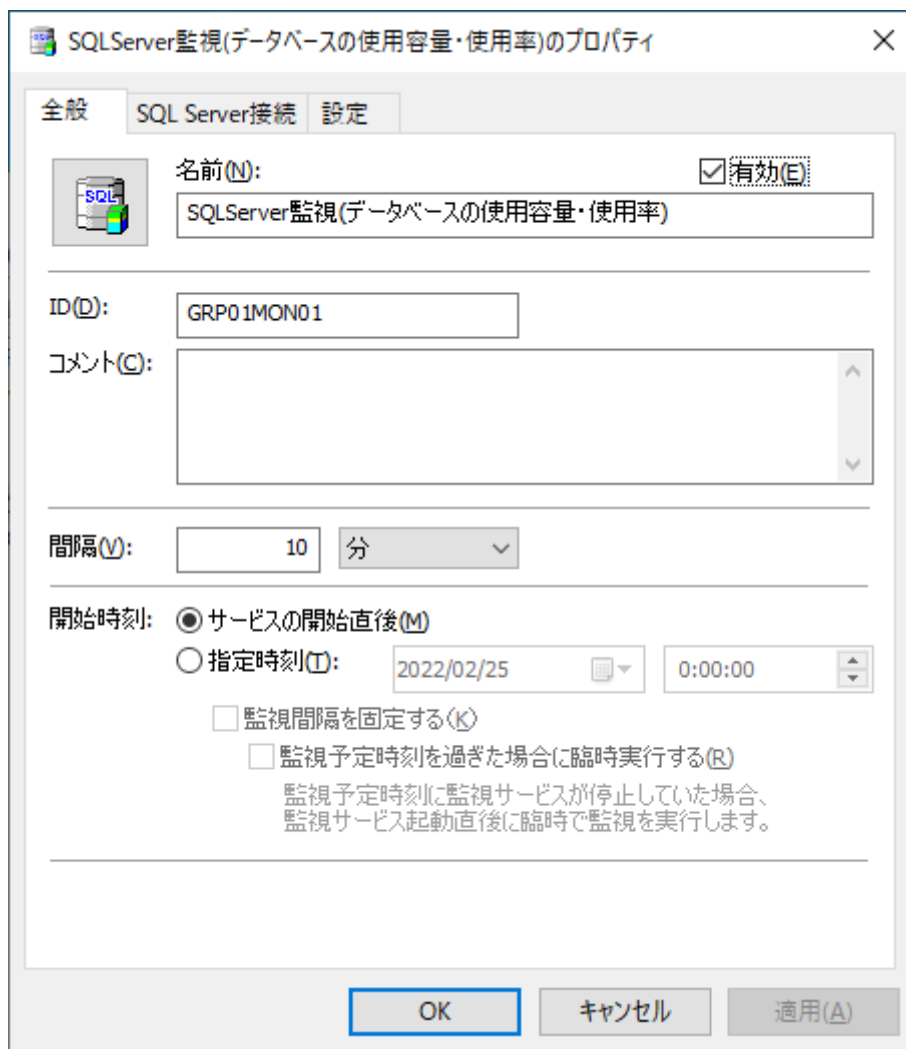 SQLServer監視(データベースの使用容量・使用率)のプロパティ
全般 SQL Server接続 設定
名前(N): 有効(E)
SQL
SQLServer監視(データベースの使用容量・使用率)
ID(D): GRP01MON01
コメント(C):
間隔(V): 10 分
開始時刻: サービスの開始直後(M)
指定時刻(T): 2022/02/25 0:00:00
監視間隔を固定する(K)
監視予定時刻を過ぎた場合に臨時実行する(R)
監視予定時刻に監視サービスが停止していた場合、
監視サービス起動直後に臨時で監視を実行します。
OK キャンセル 適用(A)